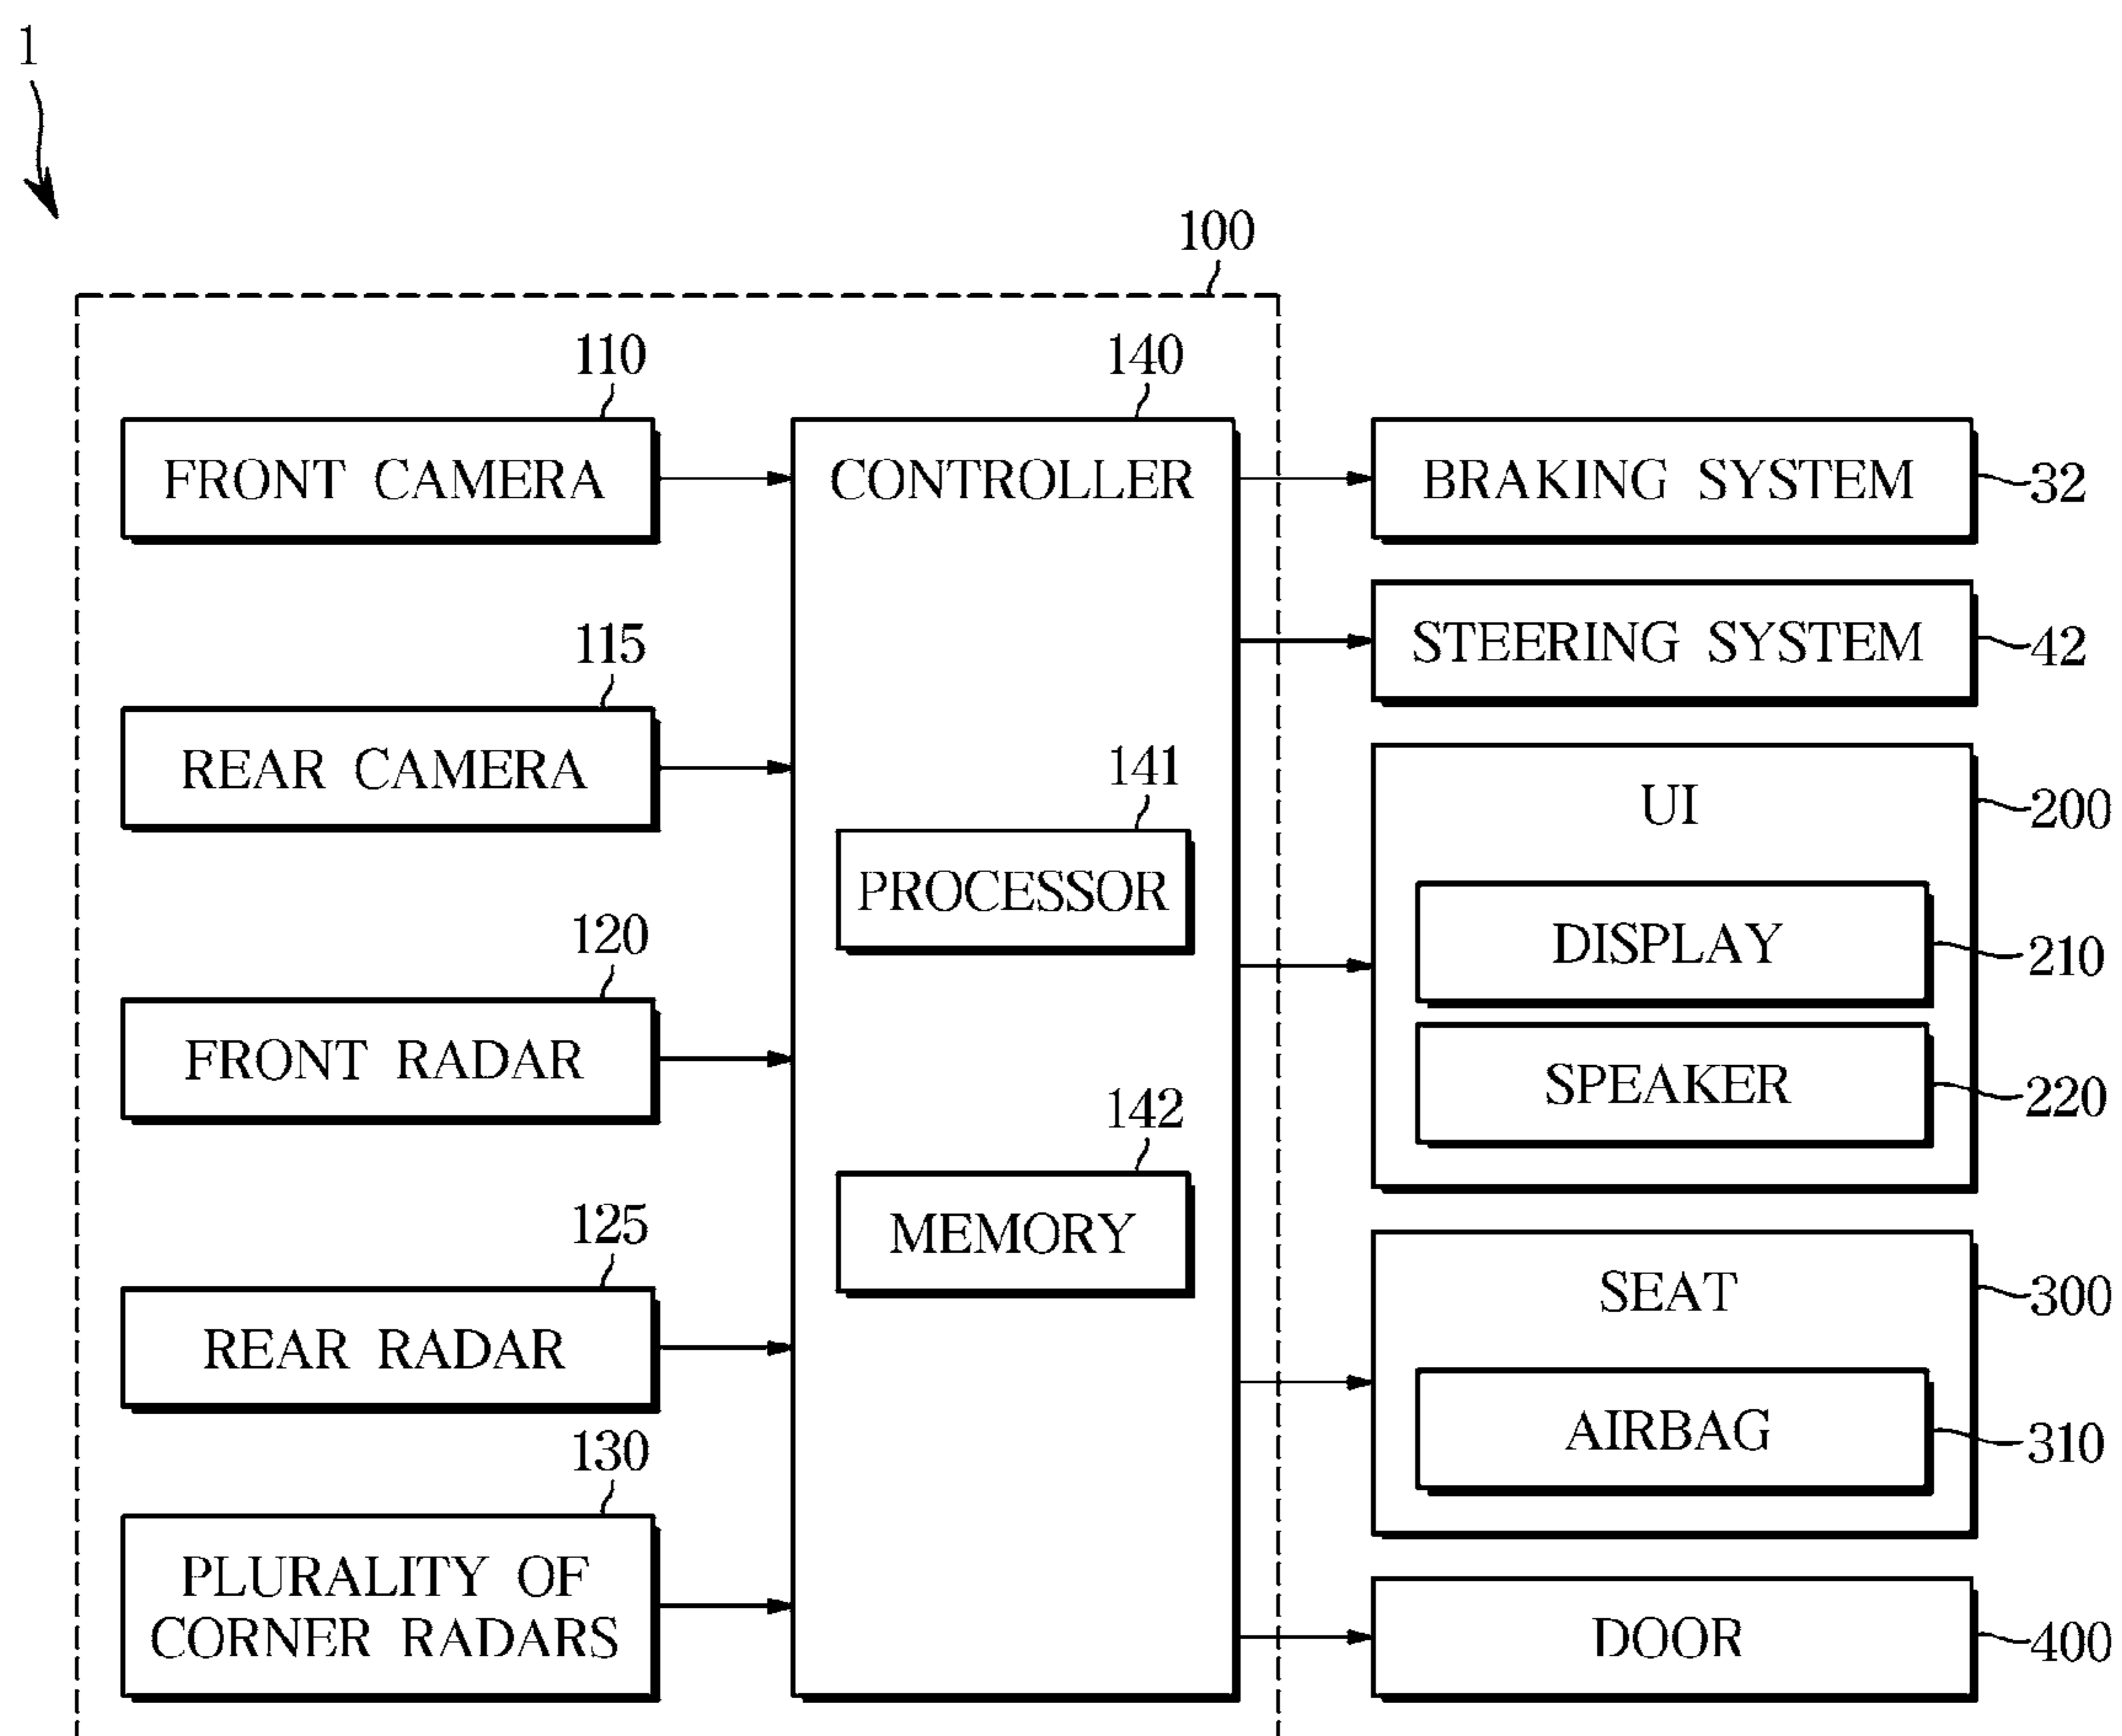 1
100
110
140
FRONT CAMERA
CONTROLLER
BRAKING SYSTEM
32
STEERING SYSTEM
42
115
REAR CAMERA
141
PROCESSOR
UI
200
DISPLAY
210
120
FRONT RADAR
SPEAKER
220
142
MEMORY
125
REAR RADAR
SEAT
300
AIRBAG
310
130
PLURALITY OF
CORNER RADARS
DOOR
400